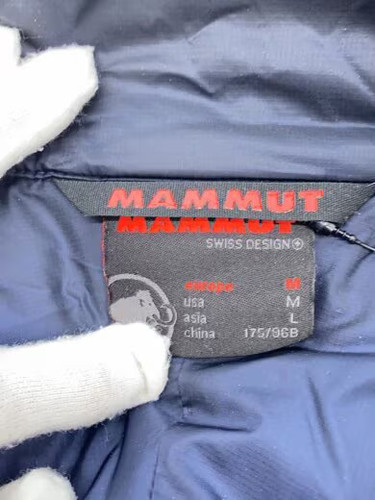 MAMMUT
MAMMUT
SWISS DESIGN
europe M
usa M
asia L
china 175/96B